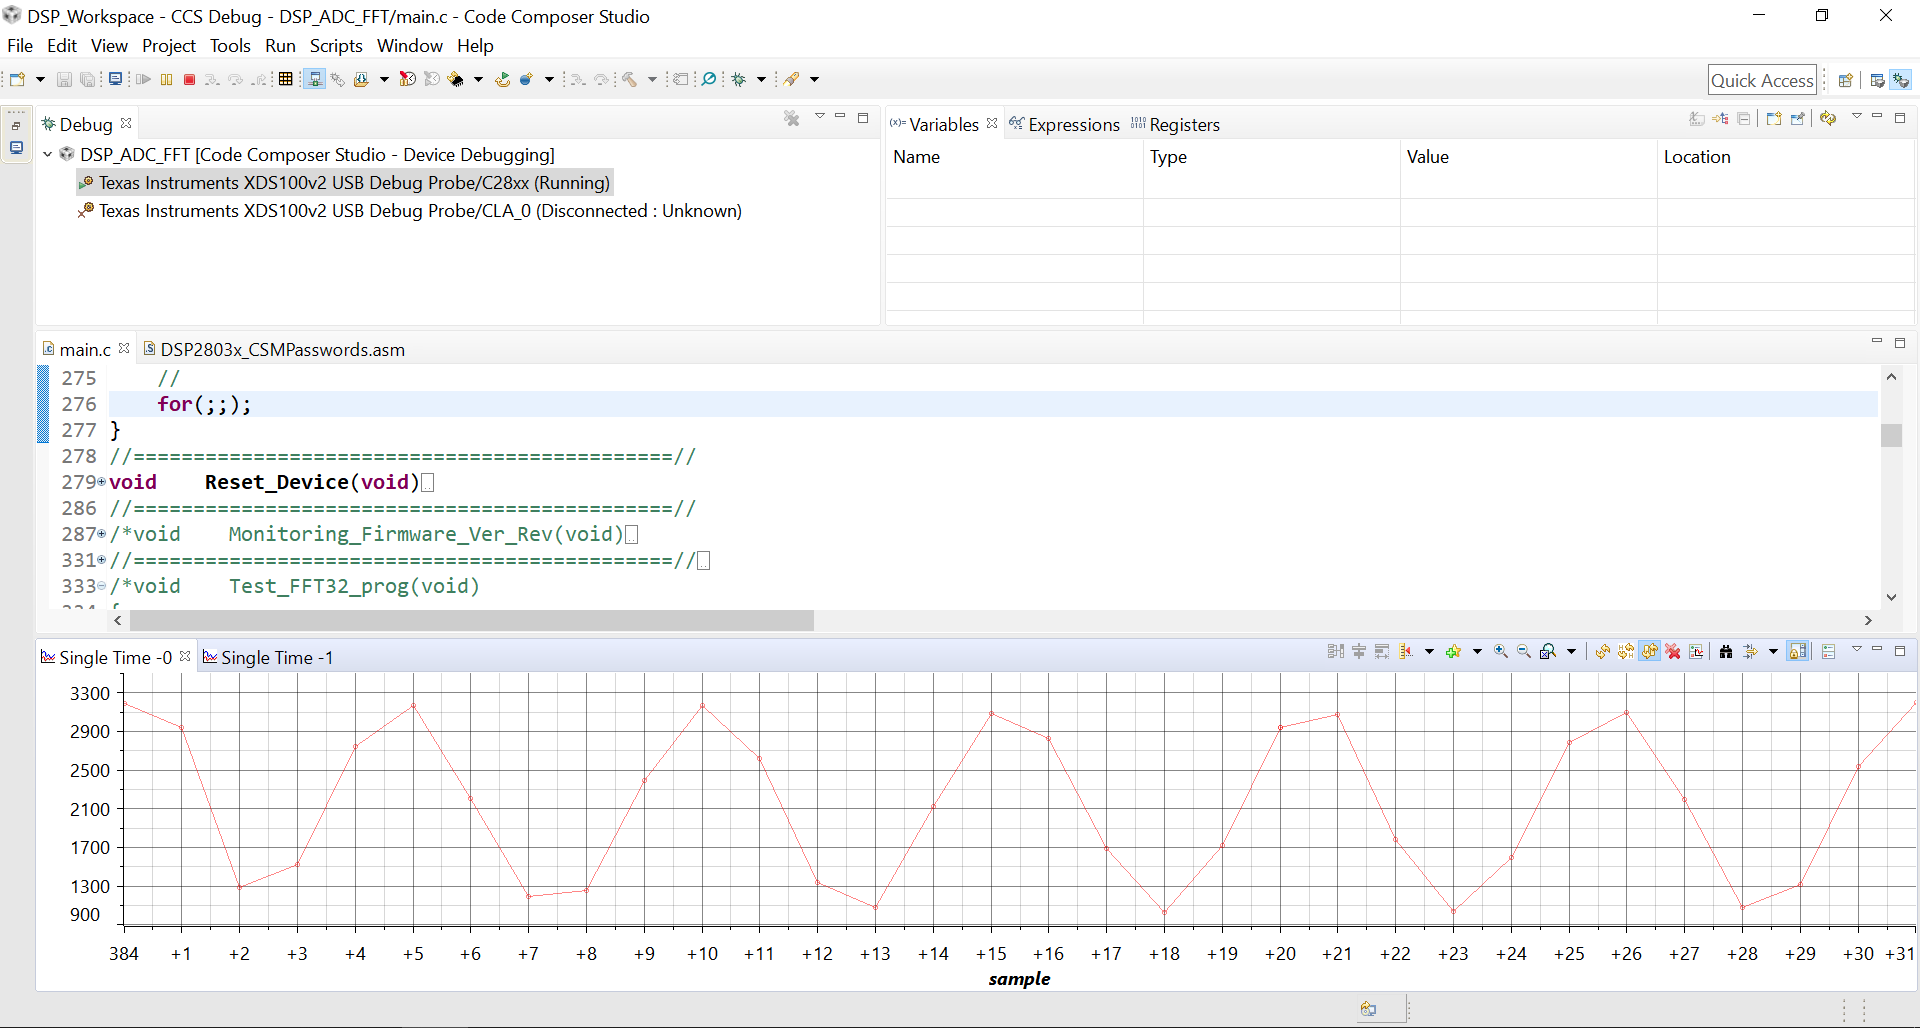 DSP_Workspace - CCS Debug - DSP_ADC_FFT/main.c - Code Composer Studio
File Edit View Project Tools Run Scripts Window Help
Quick Access
Debug
DSP_ADC_FFT [Code Composer Studio - Device Debugging]
Texas Instruments XDS100v2 USB Debug Probe/C28xx (Running)
Texas Instruments XDS100v2 USB Debug Probe/CLA_0 (Disconnected : Unknown)
(x)= Variables Expressions Registers
Name Type Value Location
main.c DSP2803x_CSMPasswords.asm
275 //
276 for(;;);
277 }
278 //=============================================//
279 void Reset_Device(void)
286 //=============================================//
287 /*void Monitoring_Firmware_Ver_Rev(void)
331 //=============================================//
333 /*void Test_FFT32_prog(void)
334 {
Single Time -0 Single Time -1
3300
2900
2500
2100
1700
1300
900
384 +1 +2 +3 +4 +5 +6 +7 +8 +9 +10 +11 +12 +13 +14 +15 +16 +17 +18 +19 +20 +21 +22 +23 +24 +25 +26 +27 +28 +29 +30 +31
sample